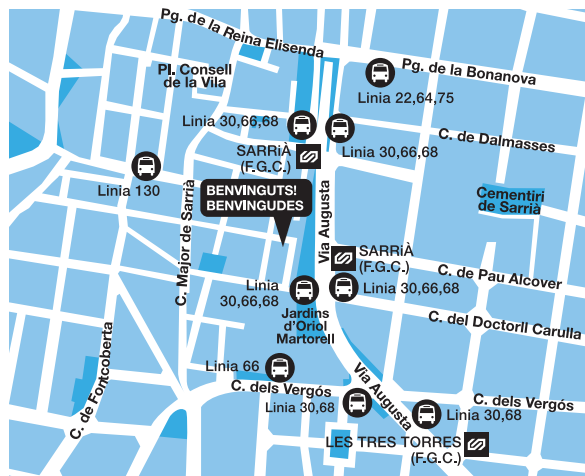 Pg. de la Reina Elisenda
Pg. de la Bonanova
Pl. Consell
de la Vila
Linia 22,64,75
Linia 30,66,68
C. de Dalmasses
SARRiÀ
(F.G.C.)
Linia 30,66,68
Linia 130
BENVINGUTS!
BENVINGUDES
Cementiri
de Sarrià
C. Major de Sarrià
Via Augusta
SARRiÀ
(F.G.C.)
C. de Pau Alcover
Linia
30,66,68
Linia 30,66,68
Jardins
d'Oriol
Martorell
C. del Doctorll Carulla
C. de Fontcoberta
Linia 66
Via Augusta
C. dels Vergós
Linia 30,68
C. dels Vergós
Linia 30,68
LES TRES TORRES
(F.G.C.)